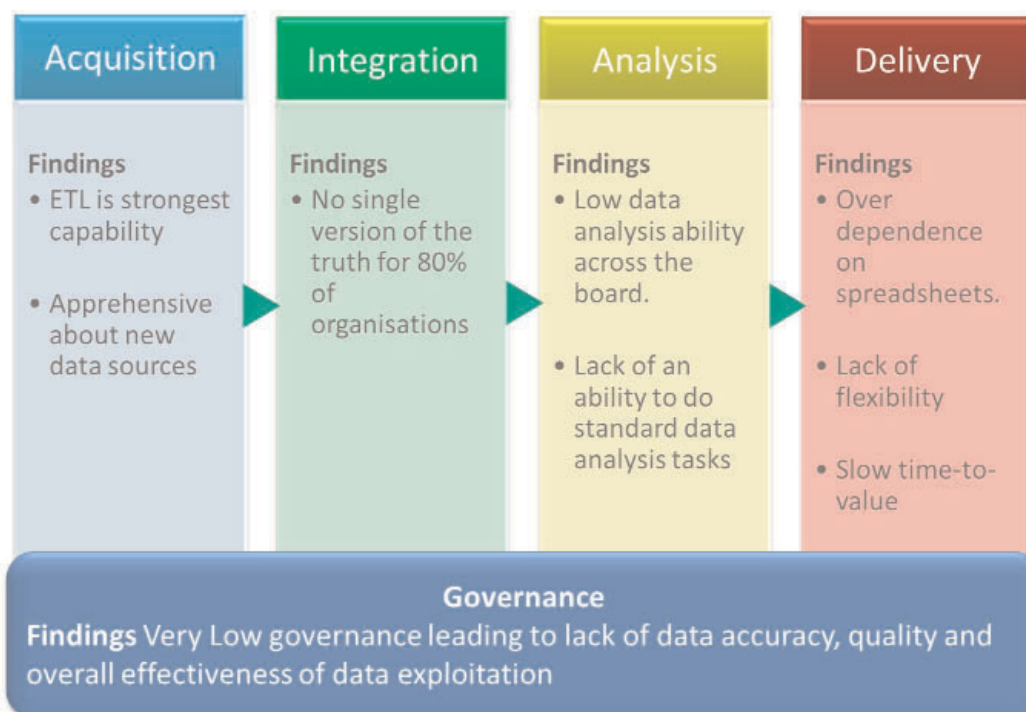 Acquisition
Findings
• ETL is strongest
capability
• Apprehensive
about new
data sources
Integration
Findings
• No single
version of the
truth for 80%
of
organisations
Analysis
Findings
• Low data
analysis ability
across the
board.
• Lack of an
ability to do
standard data
analysis tasks
Delivery
Findings
• Over
dependence
on
spreadsheets.
• Lack of
flexibility
• Slow time-to-
value
Governance
Findings Very Low governance leading to lack of data accuracy, quality and
overall effectiveness of data exploitation